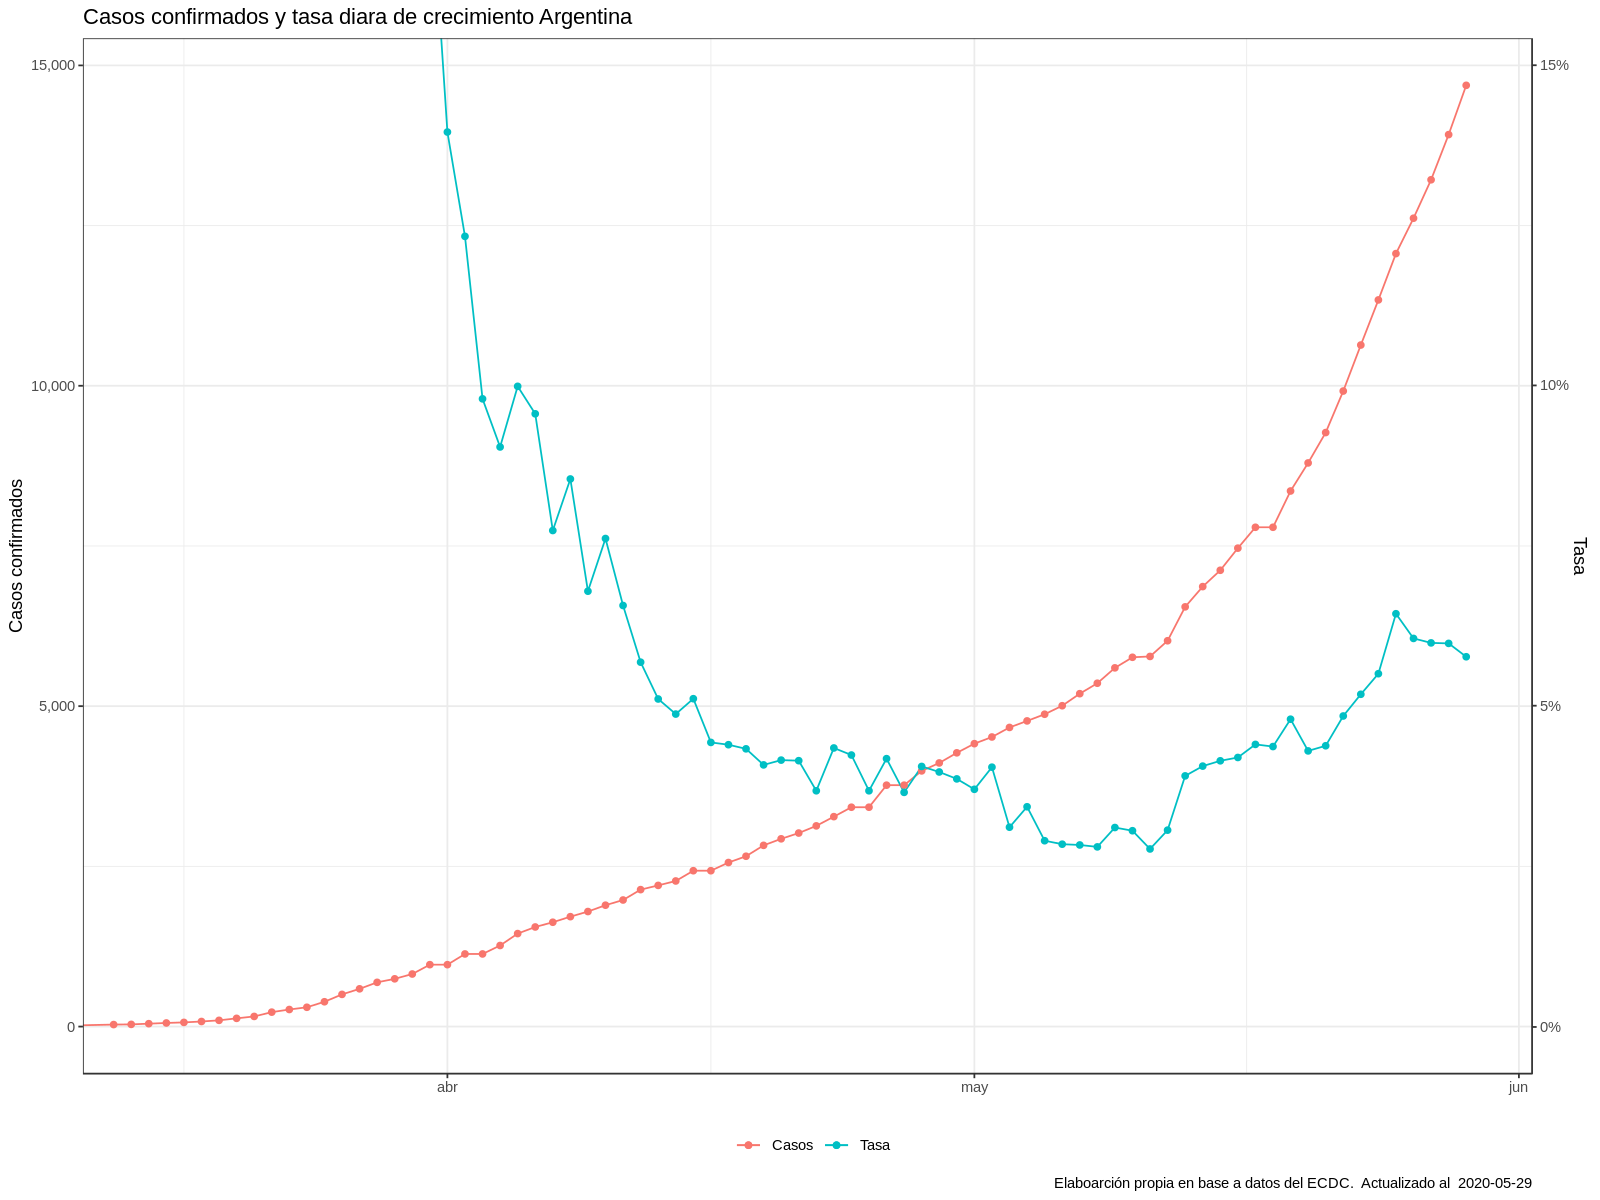 Casos confirmados y tasa diara de crecimiento Argentina
15,000
10,000
5,000
0
Casos confirmados
15%
10%
5%
0%
Tasa
abr
may
jun
Casos
Tasa
Elaboarción propia en base a datos del ECDC.  Actualizado al  2020-05-29